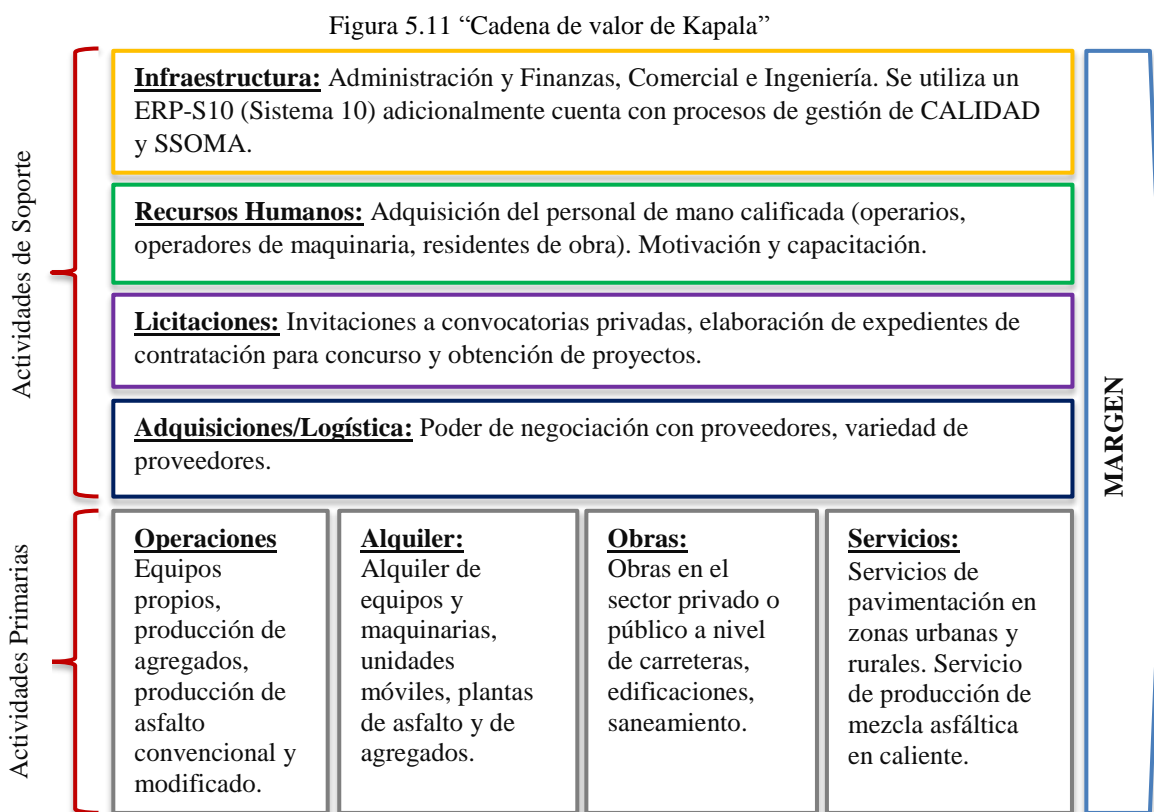 Figura 5.11 “Cadena de valor de Kapala”
Actividades de Soporte
Infraestructura: Administración y Finanzas, Comercial e Ingeniería. Se utiliza un
ERP-S10 (Sistema 10) adicionalmente cuenta con procesos de gestión de CALIDAD
y SSOMA.
Recursos Humanos: Adquisición del personal de mano calificada (operarios,
operadores de maquinaria, residentes de obra). Motivación y capacitación.
Licitaciones: Invitaciones a convocatorias privadas, elaboración de expedientes de
contratación para concurso y obtención de proyectos.
Adquisiciones/Logística: Poder de negociación con proveedores, variedad de
proveedores.
Actividades Primarias
Operaciones
Equipos
propios,
producción de
agregados,
producción de
asfalto
convencional y
modificado.
Alquiler:
Alquiler de
equipos y
maquinarias,
unidades
móviles, plantas
de asfalto y de
agregados.
Obras:
Obras en el
sector privado o
público a nivel
de carreteras,
edificaciones,
saneamiento.
Servicios:
Servicios de
pavimentación en
zonas urbanas y
rurales. Servicio
de producción de
mezcla asfáltica
en caliente.
MARGEN